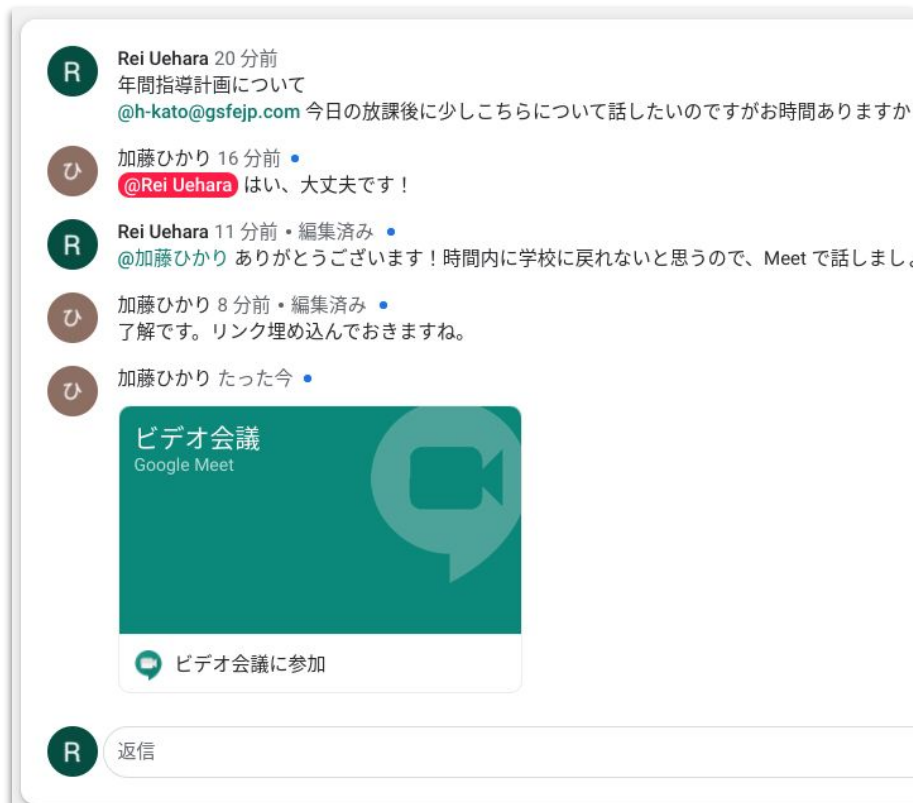 R
Rei Uehara 20 分前
年間指導計画について
@h-kato@gsfejp.com 今日の放課後に少しこちらについて話したいのですがお時間ありますか
ひ
加藤ひかり 16 分前
@Rei Uehara はい、大丈夫です！
R
Rei Uehara 11 分前 • 編集済み
@加藤ひかり ありがとうございます！時間内に学校に戻れないと思うので、Meet で話しまし
ひ
加藤ひかり 8 分前 • 編集済み
了解です。リンク埋め込んでおきますね。
ひ
加藤ひかり たった今
ビデオ会議
Google Meet
ビデオ会議に参加
R
返信